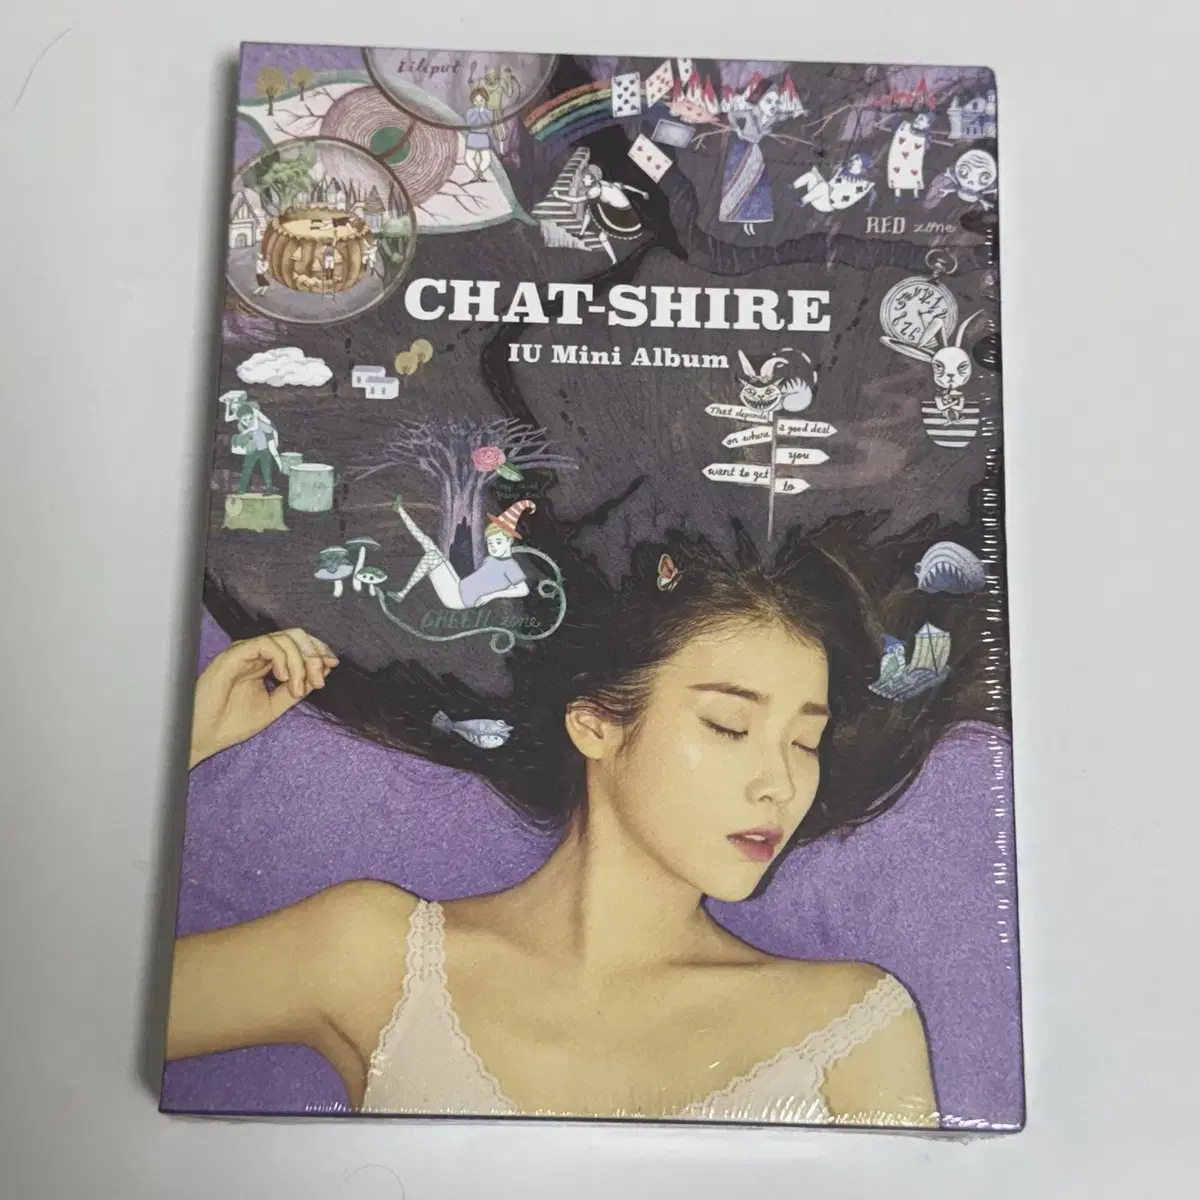 Liliput
RED zone
CHAT-SHIRE
IU Mini Album
That depends
a good deal
on where
you
want to get
to
GREEN zone